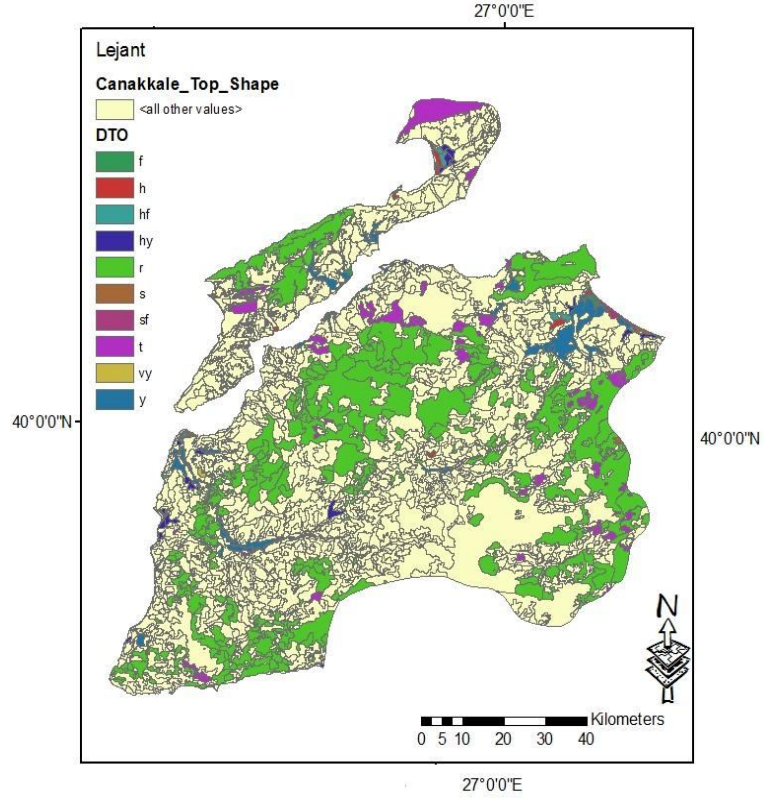 27°0'0"E
Lejant
Canakkale_Top_Shape
<all other values>
DTO
f
h
hf
hy
r
s
sf
t
vy
y
40°0'0"N
40°0'0"N
N
Kilometers
0 5 10 20 30 40
27°0'0"E